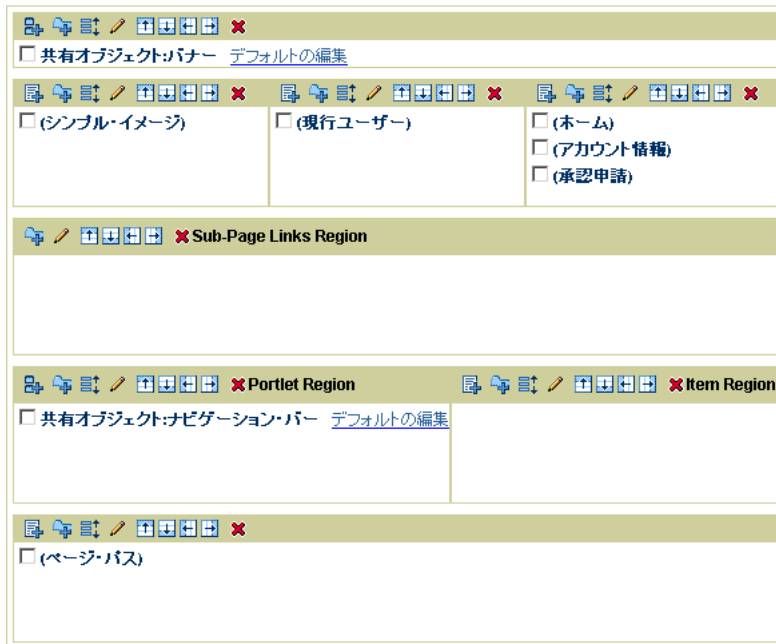 共有オブジェクト:バナー デフォルトの編集
(シンプル・イメージ)
(現行ユーザー)
(ホーム)
(アカウント情報)
(承認申請)
Sub-Page Links Region
Portlet Region
Item Region
共有オブジェクト:ナビゲーション・バー デフォルトの編集
(ページ・パス)